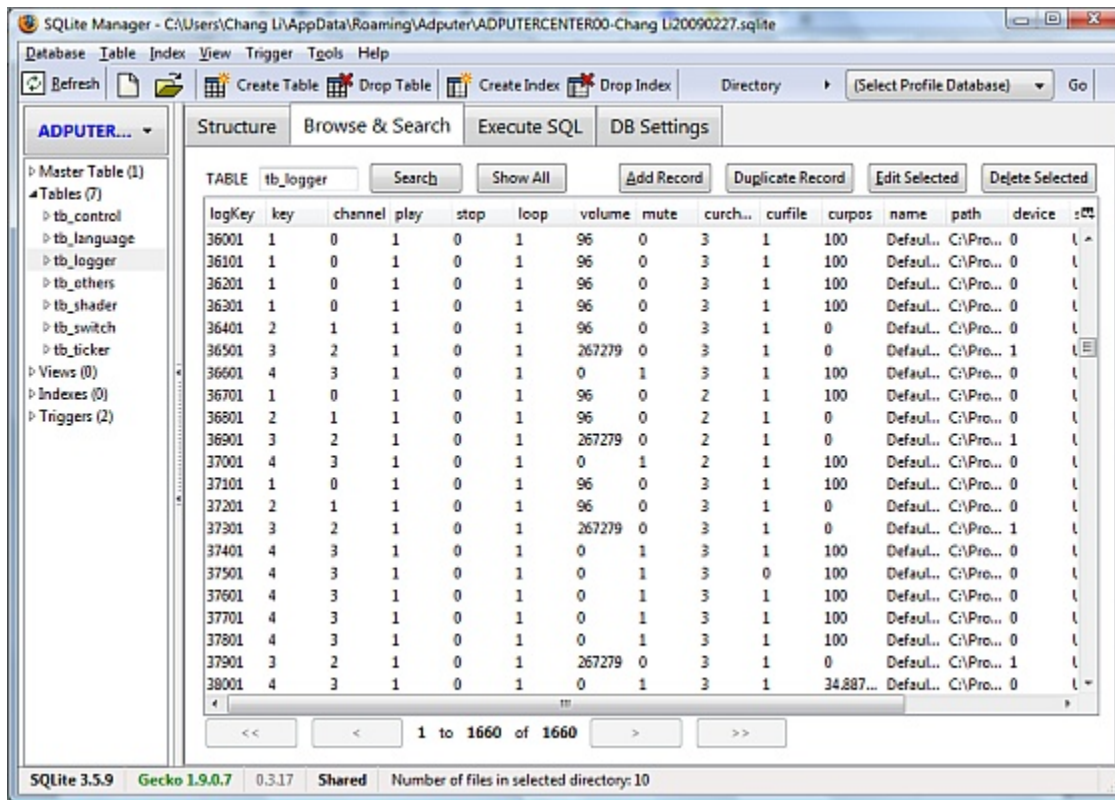 SQLite Manager - C:\Users\Chang Li\AppData\Roaming\Adputer\ADPUTERCENTER00-Chang Li20090227.sqlite
Database Table Index View Trigger Tools Help
Refresh Create Table Drop Table Create Index Drop Index Directory (Select Profile Database) Go
ADPUTER...
Structure Browse & Search Execute SQL DB Settings
Master Table (1)
Tables (7)
tb_control
tb_language
tb_logger
tb_others
tb_shader
tb_switch
tb_ticker
Views (0)
Indexes (0)
Triggers (2)
TABLE tb_logger Search Show All Add Record Duplicate Record Edit Selected Delete Selected
logKey key channel play stop loop volume mute curch... curfile curpos name path device
36001 1 0 1 0 1 96 0 3 1 100 Defaul... C:\Pro... 0
36101 1 0 1 0 1 96 0 3 1 100 Defaul... C:\Pro... 0
36201 1 0 1 0 1 96 0 3 1 100 Defaul... C:\Pro... 0
36301 1 0 1 0 1 96 0 3 1 100 Defaul... C:\Pro... 0
36401 2 1 1 0 1 96 0 3 1 0 Defaul... C:\Pro... 0
36501 3 2 1 0 1 267279 0 3 1 0 Defaul... C:\Pro... 1
36601 4 3 1 0 1 0 1 3 1 100 Defaul... C:\Pro... 0
36701 1 0 1 0 1 96 0 2 1 100 Defaul... C:\Pro... 0
36801 2 1 1 0 1 96 0 2 1 0 Defaul... C:\Pro... 0
36901 3 2 1 0 1 267279 0 2 1 0 Defaul... C:\Pro... 1
37001 4 3 1 0 1 0 1 2 1 100 Defaul... C:\Pro... 0
37101 1 0 1 0 1 96 0 3 1 100 Defaul... C:\Pro... 0
37201 2 1 1 0 1 96 0 3 1 0 Defaul... C:\Pro... 0
37301 3 2 1 0 1 267279 0 3 1 0 Defaul... C:\Pro... 1
37401 4 3 1 0 1 0 1 3 1 100 Defaul... C:\Pro... 0
37501 4 3 1 0 1 0 1 3 0 100 Defaul... C:\Pro... 0
37601 4 3 1 0 1 0 1 3 1 100 Defaul... C:\Pro... 0
37701 4 3 1 0 1 0 1 3 1 100 Defaul... C:\Pro... 0
37801 4 3 1 0 1 0 1 3 1 100 Defaul... C:\Pro... 0
37901 3 2 1 0 1 267279 0 3 1 0 Defaul... C:\Pro... 1
38001 4 3 1 0 1 0 1 3 1 34.887... Defaul... C:\Pro... 0
<< < 1 to 1660 of 1660 > >>
SQLite 3.5.9 Gecko 1.9.0.7 0.3.17 Shared Number of files in selected directory: 10